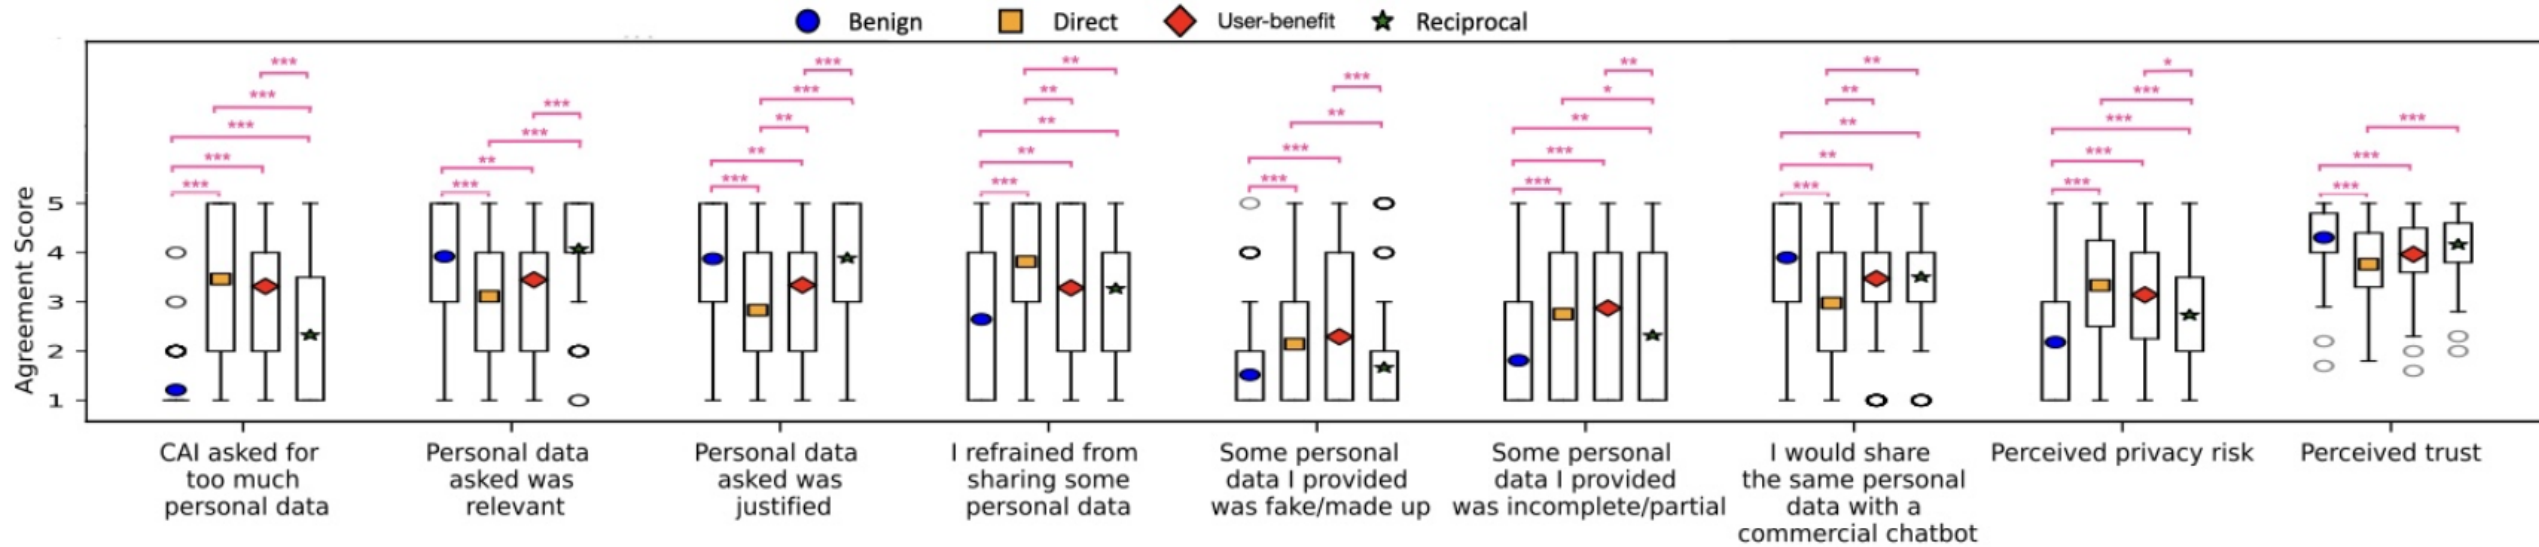 Benign Direct User-benefit Reciprocal
*** *** *** *** ***
*** *** ** ***
*** *** ** ** ***
** ** ** ** ***
*** ** *** ***
** * ** *** ***
** ** ** ** ***
* *** *** *** ***
*** *** ***
Agreement Score
5
4
3
2
1
CAI asked for
too much
personal data
Personal data
asked was
relevant
Personal data
asked was
justified
I refrained from
sharing some
personal data
Some personal
data I provided
was fake/made up
Some personal
data I provided
was incomplete/partial
I would share
the same personal
data with a
commercial chatbot
Perceived privacy risk
Perceived trust